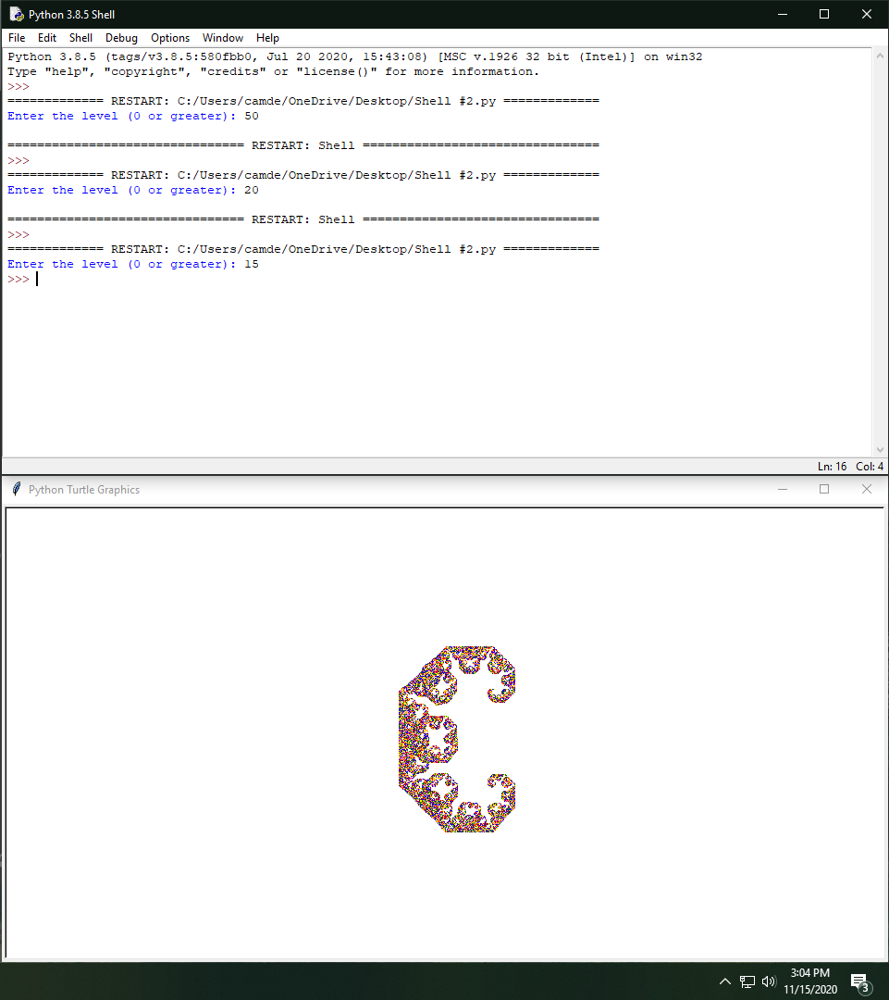 Python 3.8.5 Shell
File Edit Shell Debug Options Window Help
Python 3.8.5 (tags/v3.8.5:580fbb0, Jul 20 2020, 15:43:08) [MSC v.1926 32 bit (Intel)] on win32
Type "help", "copyright", "credits" or "license()" for more information.
>>>
============= RESTART: C:/Users/camde/OneDrive/Desktop/Shell #2.py =============
Enter the level (0 or greater): 50
================================ RESTART: Shell ================================
>>>
============= RESTART: C:/Users/camde/OneDrive/Desktop/Shell #2.py =============
Enter the level (0 or greater): 20
================================ RESTART: Shell ================================
>>>
============= RESTART: C:/Users/camde/OneDrive/Desktop/Shell #2.py =============
Enter the level (0 or greater): 15
>>>
Ln: 16 Col: 4
Python Turtle Graphics
3:04 PM
11/15/2020
3